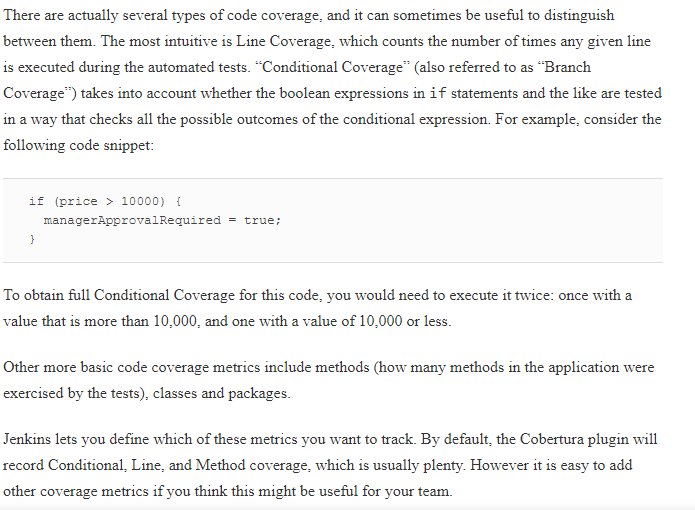 There are actually several types of code coverage, and it can sometimes be useful to distinguish
between them. The most intuitive is Line Coverage, which counts the number of times any given line
is executed during the automated tests. “Conditional Coverage” (also referred to as “Branch
Coverage”) takes into account whether the boolean expressions in if statements and the like are tested
in a way that checks all the possible outcomes of the conditional expression. For example, consider the
following code snippet:
if (price > 10000) {
  managerApprovalRequired = true;
}
To obtain full Conditional Coverage for this code, you would need to execute it twice: once with a
value that is more than 10,000, and one with a value of 10,000 or less.
Other more basic code coverage metrics include methods (how many methods in the application were
exercised by the tests), classes and packages.
Jenkins lets you define which of these metrics you want to track. By default, the Cobertura plugin will
record Conditional, Line, and Method coverage, which is usually plenty. However it is easy to add
other coverage metrics if you think this might be useful for your team.